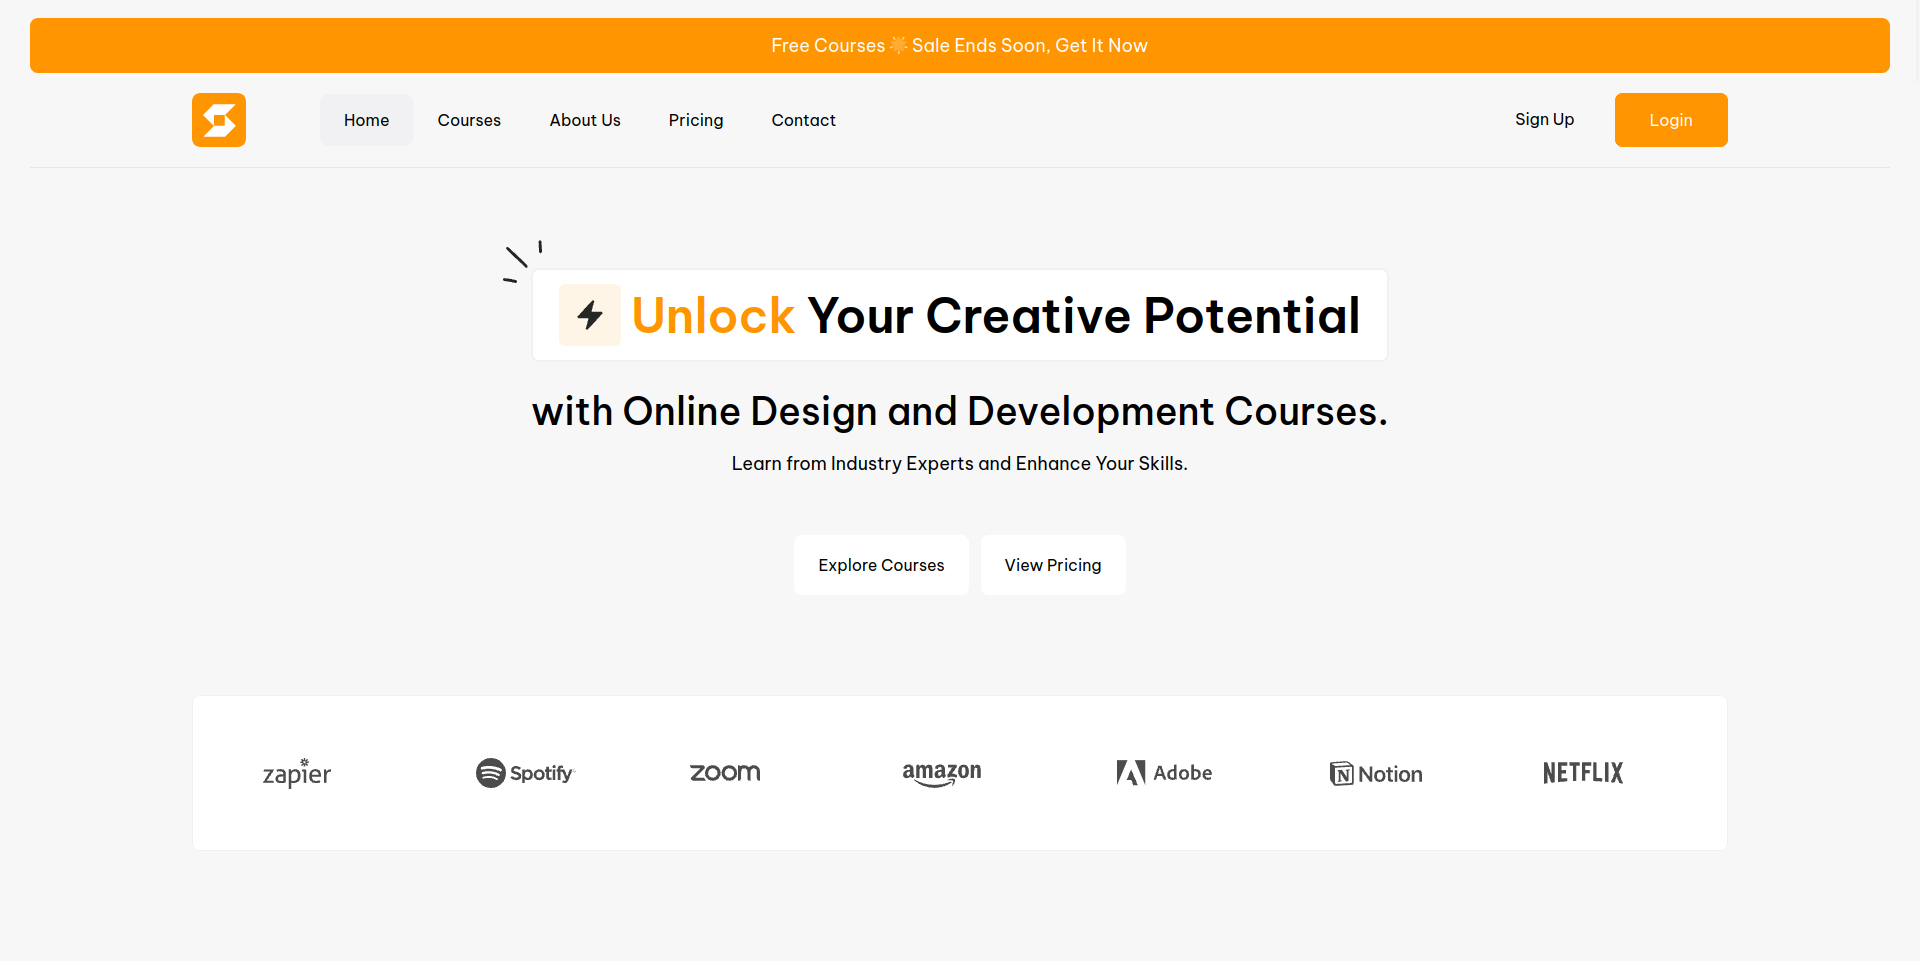 Free Courses🌟Sale Ends Soon, Get It Now
Home Courses About Us Pricing Contact Sign Up Login
Unlock Your Creative Potential
with Online Design and Development Courses.
Learn from Industry Experts and Enhance Your Skills.
Explore Courses View Pricing
zapier Spotify zoom amazon Adobe Notion NETFLIX